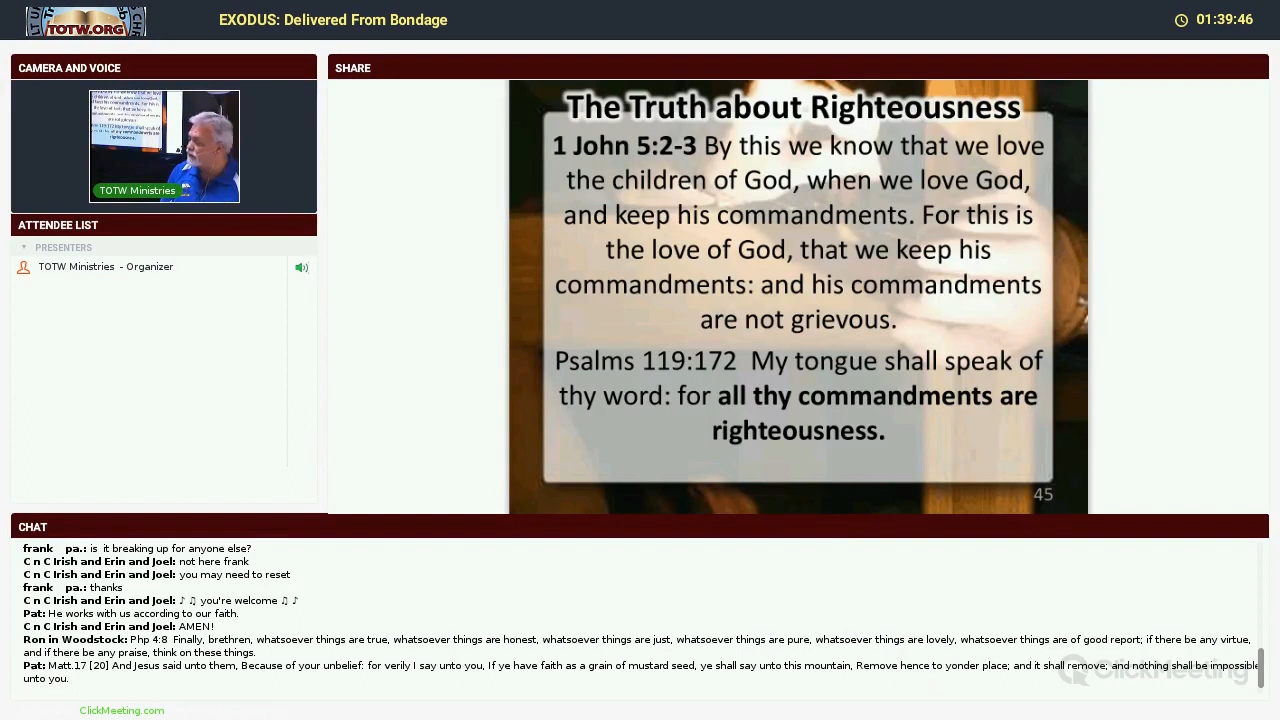 TOTW.ORG
EXODUS: Delivered From Bondage
01:39:46
CAMERA AND VOICE
TOTW Ministries
ATTENDEE LIST
PRESENTERS
TOTW Ministries - Organizer
SHARE
The Truth about Righteousness
1 John 5:2-3 By this we know that we love
the children of God, when we love God,
and keep his commandments. For this is
the love of God, that we keep his
commandments: and his commandments
are not grievous.
Psalms 119:172 My tongue shall speak of
thy word: for all thy commandments are
righteousness.
45
CHAT
frank pa.: is it breaking up for anyone else?
C n C Irish and Erin and Joel: not here frank
C n C Irish and Erin and Joel: you may need to reset
frank pa.: thanks
C n C Irish and Erin and Joel: ♪ ♫ you're welcome ♫ ♪
Pat: He works with us according to our faith.
C n C Irish and Erin and Joel: AMEN!
Ron in Woodstock: Php 4:8 Finally, brethren, whatsoever things are true, whatsoever things are honest, whatsoever things are just, whatsoever things are pure, whatsoever things are lovely, whatsoever things are of good report; if there be any virtue,
and if there be any praise, think on these things.
Pat: Matt.17 [20] And Jesus said unto them, Because of your unbelief: for verily I say unto you, If ye have faith as a grain of mustard seed, ye shall say unto this mountain, Remove hence to yonder place; and it shall remove; and nothing shall be impossible
unto you.
ClickMeeting
ClickMeeting.com